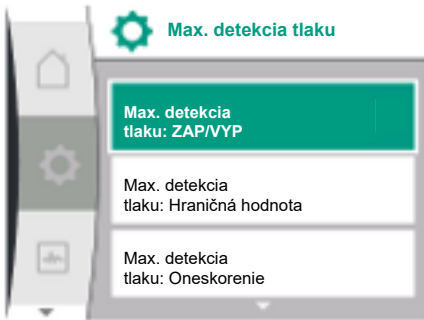 Max. detekcia tlaku
Max. detekcia
tlaku: ZAP/VYP
Max. detekcia
tlaku: Hraničná hodnota
Max. detekcia
tlaku: Oneskorenie